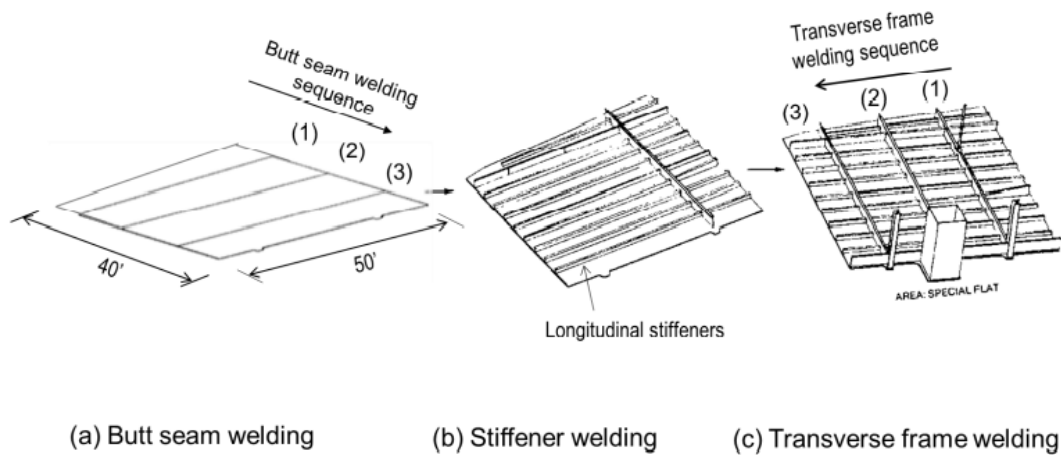 Butt seam welding
sequence
(1)
(2)
(3)
40'
50'
(a) Butt seam welding
Longitudinal stiffeners
(b) Stiffener welding
Transverse frame
welding sequence
(3)
(2)
(1)
AREA: SPECIAL FLAT
(c) Transverse frame welding